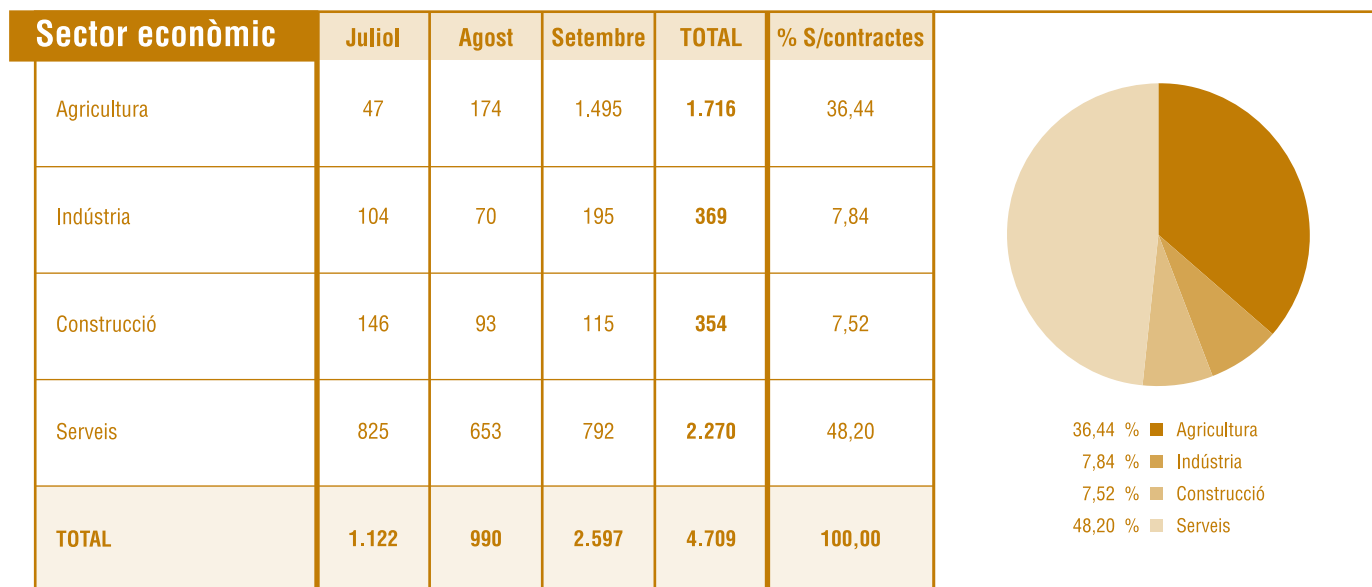 Sector econòmic Juliol Agost Setembre TOTAL % S/contractes
Agricultura 47 174 1.495 1.716 36,44
Indústria 104 70 195 369 7,84
Construcció 146 93 115 354 7,52
Serveis 825 653 792 2.270 48,20
TOTAL 1.122 990 2.597 4.709 100,00
36,44 % Agricultura
7,84 % Indústria
7,52 % Construcció
48,20 % Serveis